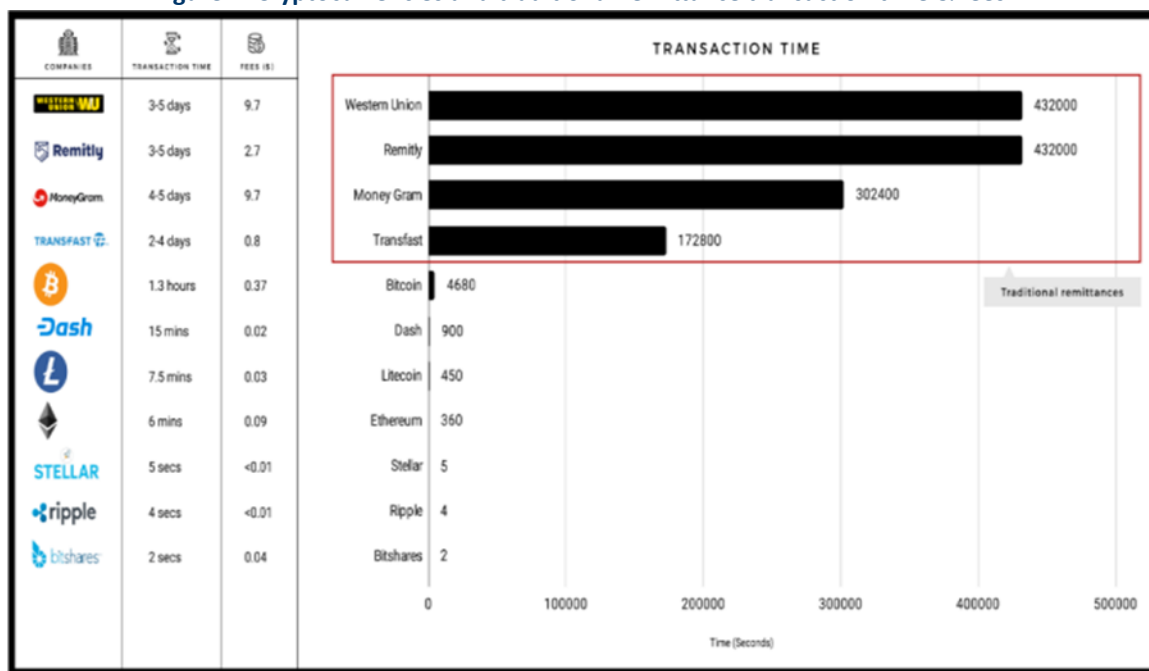 TRANSACTION TIME
COMPANIES TRANSACTION TIME FEES ($)
WESTERN UNION WU 3-5 days 9.7
Remitly 3-5 days 2.7
MoneyGram 4-5 days 9.7
TRANSFAST 2-4 days 0.8
1.3 hours 0.37
Dash 15 mins 0.02
7.5 mins 0.03
6 mins 0.09
STELLAR 5 secs <0.01
ripple 4 secs <0.01
bitshares 2 secs 0.04
Western Union 432000
Remitly 432000
Money Gram 302400
Transfast 172800
Bitcoin 4680
Traditional remittances
Dash 900
Litecoin 450
Ethereum 360
Stellar 5
Ripple 4
Bitshares 2
0 100000 200000 300000 400000 500000
Time (Seconds)